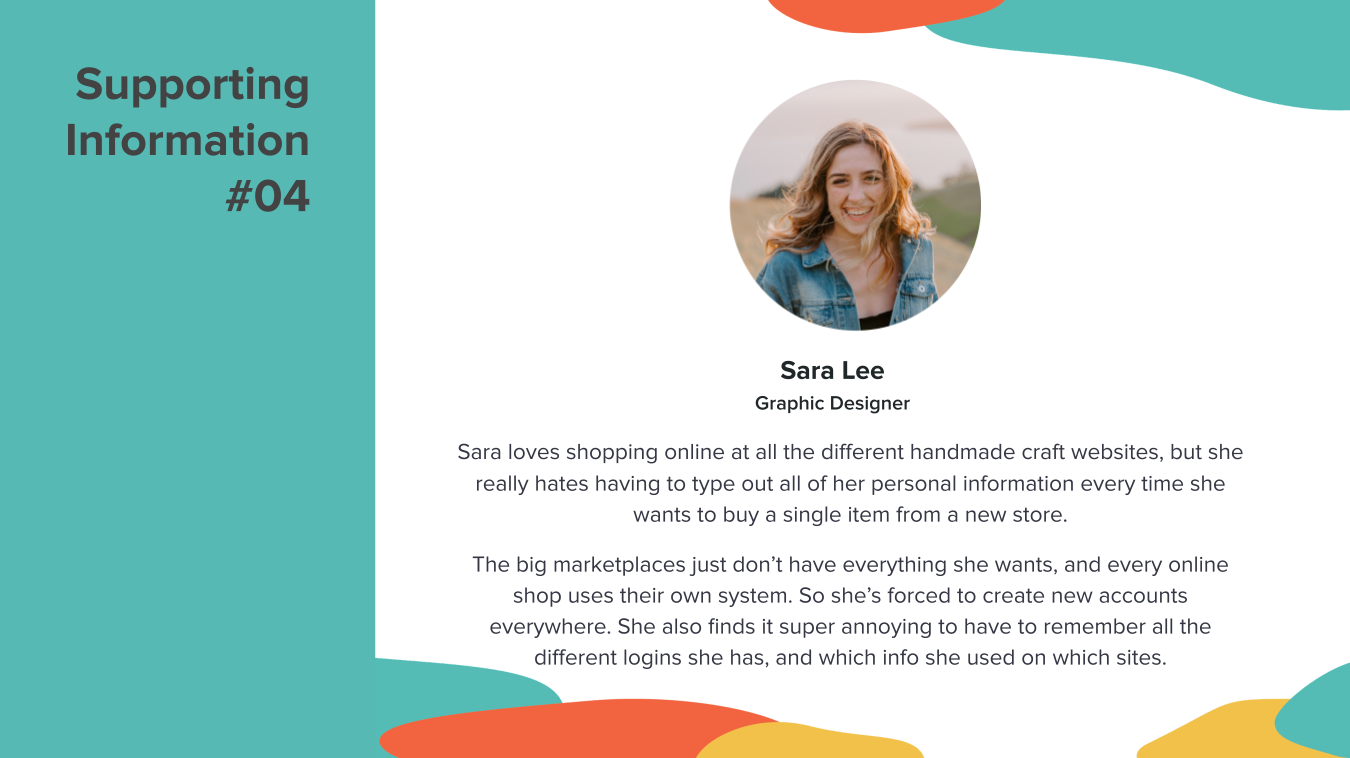 Supporting
Information
#04
Sara Lee
Graphic Designer
Sara loves shopping online at all the different handmade craft websites, but she
really hates having to type out all of her personal information every time she
wants to buy a single item from a new store.
The big marketplaces just don’t have everything she wants, and every online
shop uses their own system. So she’s forced to create new accounts
everywhere. She also finds it super annoying to have to remember all the
different logins she has, and which info she used on which sites.